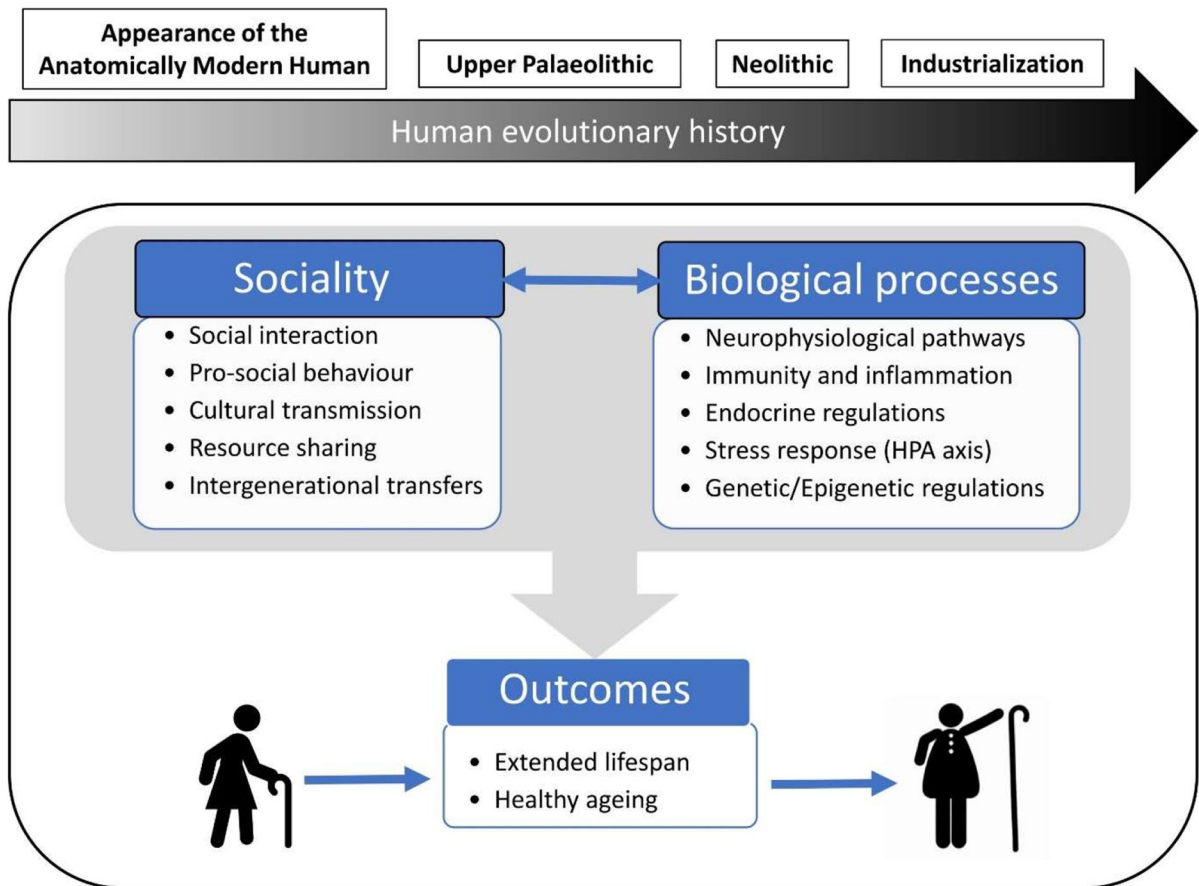 Appearance of the
Anatomically Modern Human
Upper Palaeolithic
Neolithic
Industrialization
Human evolutionary history
Sociality
• Social interaction
• Pro-social behaviour
• Cultural transmission
• Resource sharing
• Intergenerational transfers
Biological processes
• Neurophysiological pathways
• Immunity and inflammation
• Endocrine regulations
• Stress response (HPA axis)
• Genetic/Epigenetic regulations
Outcomes
• Extended lifespan
• Healthy ageing